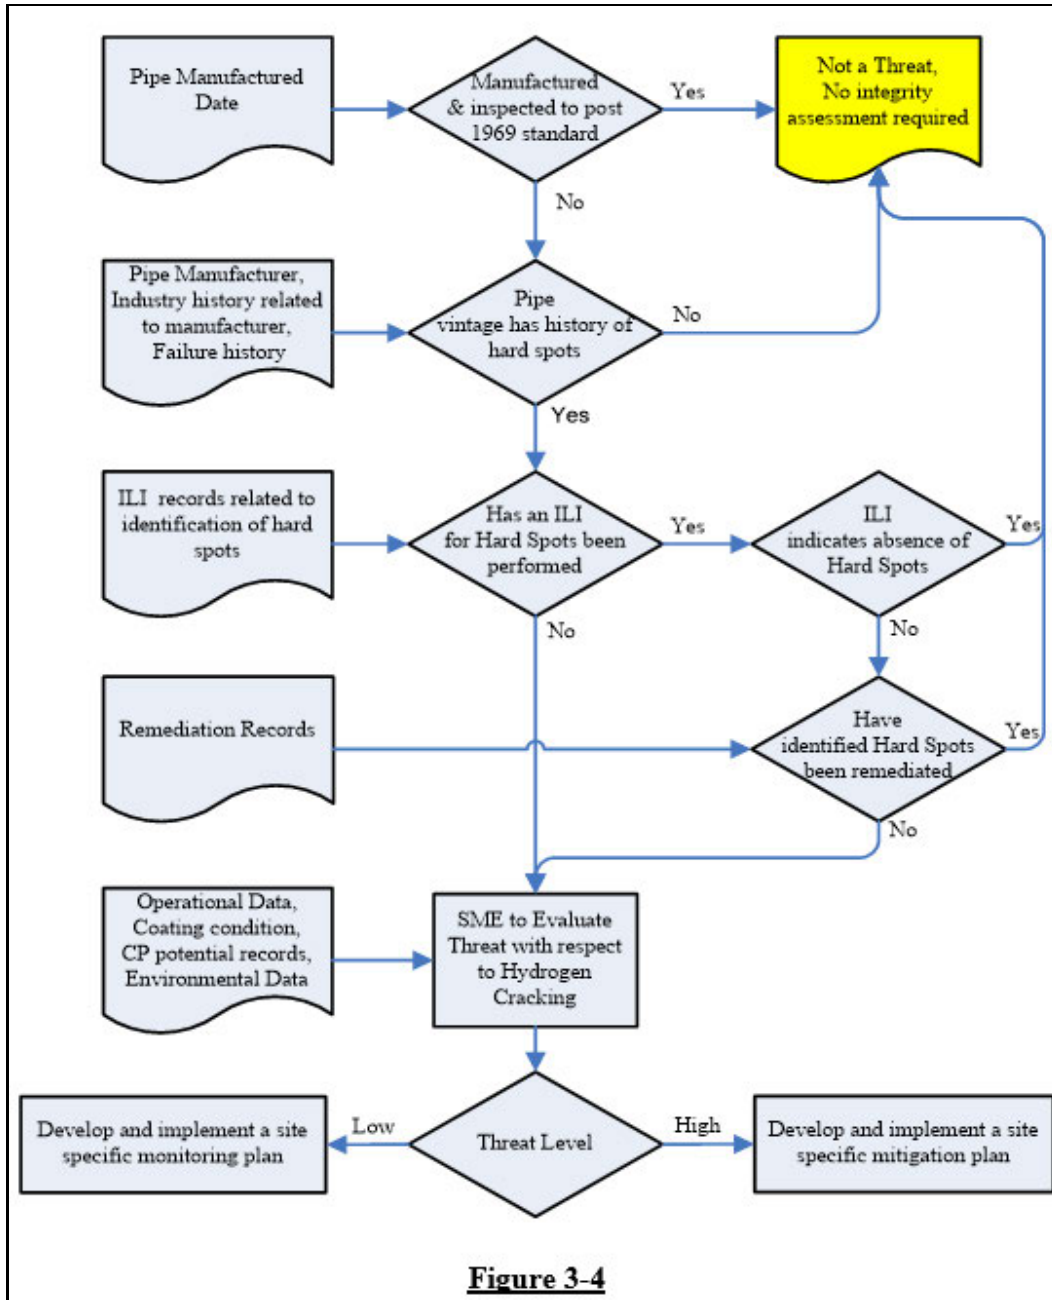 Pipe Manufactured
Date
Manufactured
& inspected to post
1969 standard
Yes
Not a Threat,
No integrity
assessment required
No
Pipe Manufacturer,
Industry history related
to manufacturer,
Failure history
Pipe
vintage has history of
hard spots
No
Yes
ILI records related to
identification of hard
spots
Has an ILI
for Hard Spots been
performed
Yes
ILI
indicates absence of
Hard Spots
Yes
No
No
Remediation Records
Have
identified Hard Spots
been remediated
Yes
No
Operational Data,
Coating condition,
CP potential records,
Environmental Data
SME to Evaluate
Threat with respect
to Hydrogen
Cracking
Develop and implement a site
specific monitoring plan
Low
Threat Level
High
Develop and implement a site
specific mitigation plan
Figure 3-4